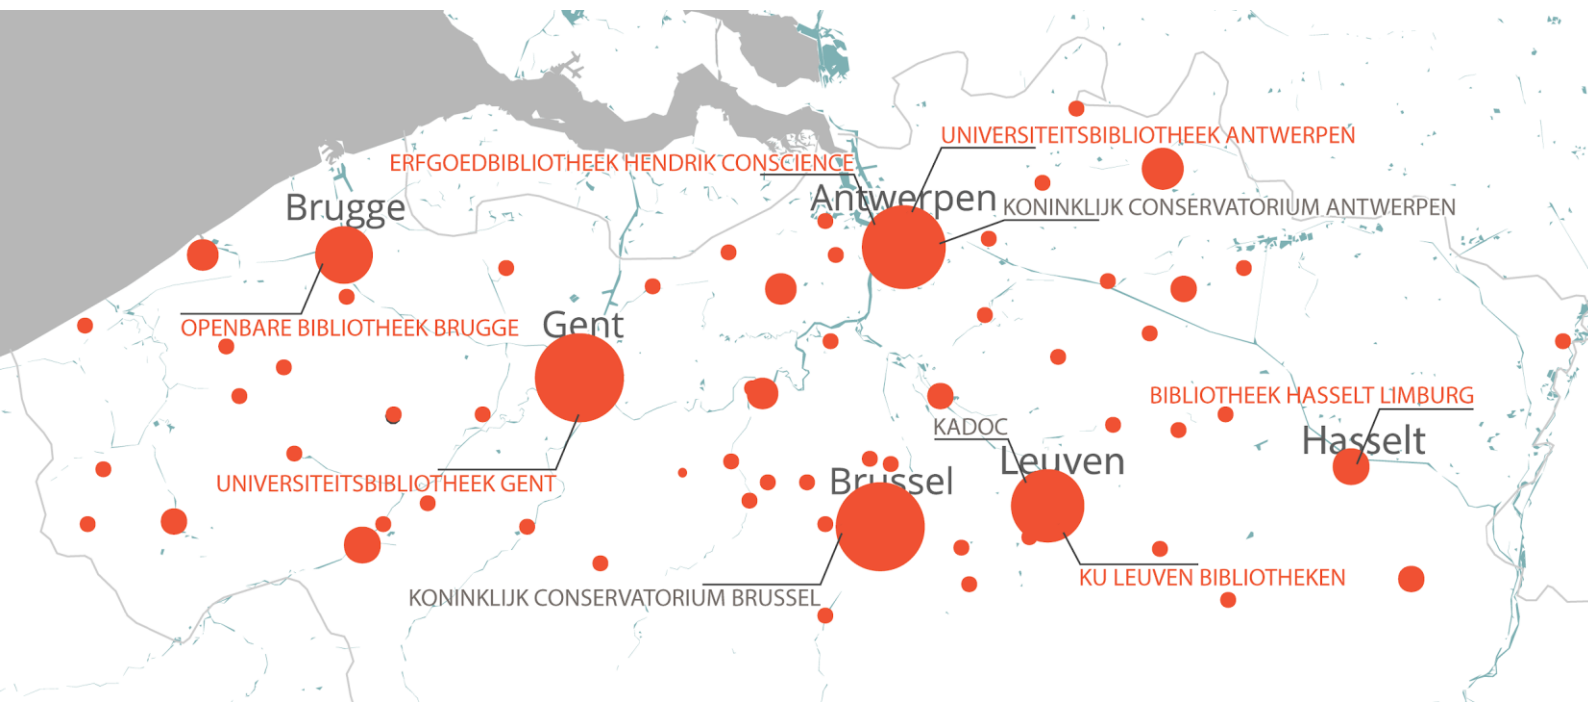 UNIVERSITEITSBIBLIOTHEEK ANTWERPEN
ERFGOEDBIBLIOTHEEK HENDRIK CONSCIENCE
Antwerpen
Brugge
KONINKLIJK CONSERVATORIUM ANTWERPEN
OPENBARE BIBLIOTHEEK BRUGGE
Gent
BIBLIOTHEEK HASSELT LIMBURG
KADOC
Hasselt
Leuven
UNIVERSITEITSBIBLIOTHEEK GENT
Brussel
KU LEUVEN BIBLIOTHEKEN
KONINKLIJK CONSERVATORIUM BRUSSEL